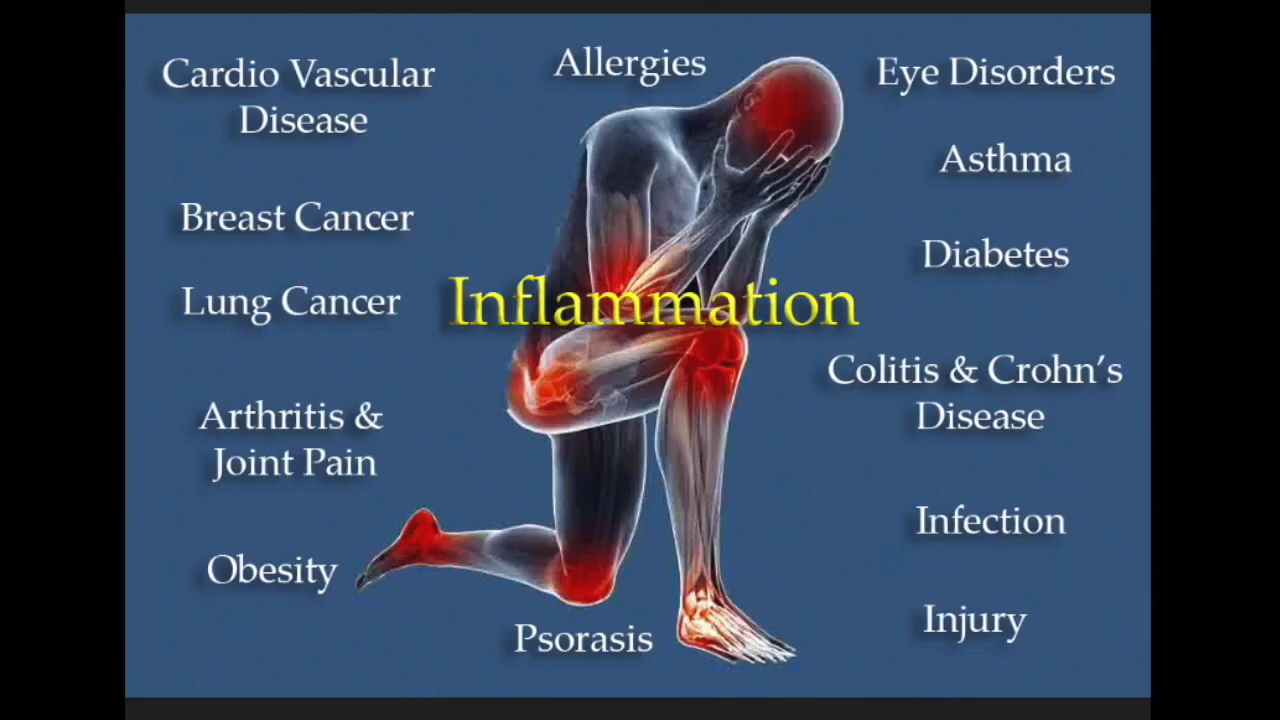 Cardio Vascular
Disease
Allergies
Eye Disorders
Asthma
Breast Cancer
Diabetes
Lung Cancer
Inflammation
Colitis & Crohn’s
Disease
Arthritis &
Joint Pain
Infection
Obesity
Injury
Psorasis